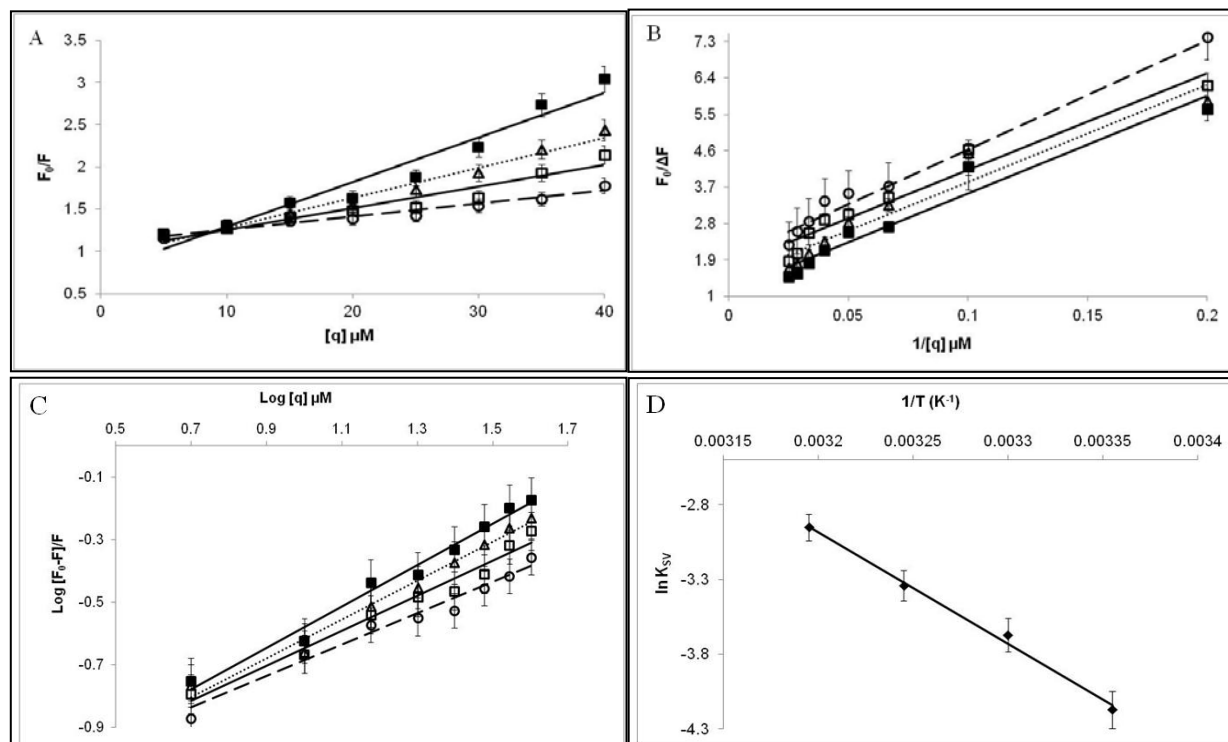 A
3.5
3
2.5
2
1.5
1
0.5
F₀/F
0 10 20 30 40
[q] µM
B
7.3
6.4
5.5
4.6
3.7
2.8
1.9
1
F₀/ΔF
0 0.05 0.1 0.15 0.2
1/[q] µM
C
Log [q] µM
0.5 0.7 0.9 1.1 1.3 1.5 1.7
-0.1
-0.3
-0.5
-0.7
-0.9
Log [F₀-F]/F
D
1/T (K⁻¹)
0.00315 0.0032 0.00325 0.0033 0.00335 0.0034
-2.8
-3.3
-3.8
-4.3
ln K_SV